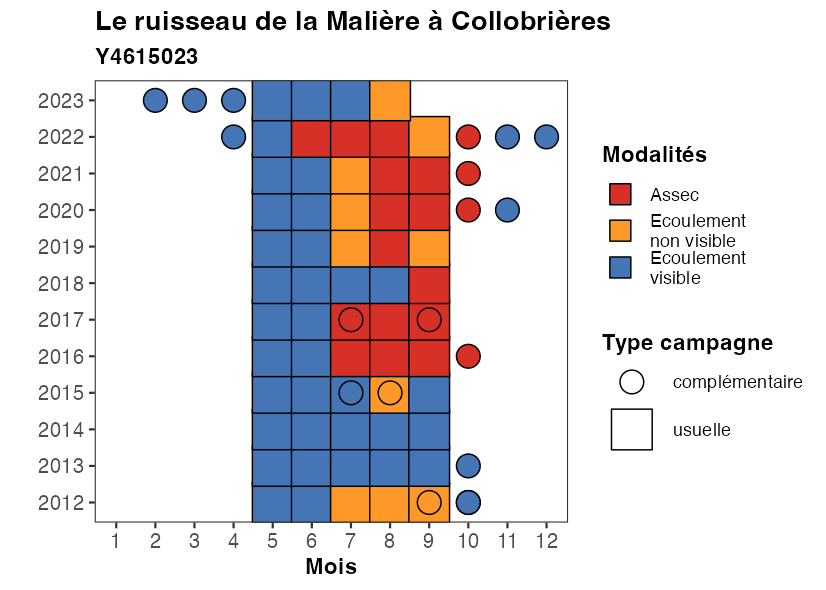 Le ruisseau de la Malière à Collobrières
Y4615023
2023
2022
2021
2020
2019
2018
2017
2016
2015
2014
2013
2012
1 2 3 4 5 6 7 8 9 10 11 12
Mois
Modalités
Assec
Ecoulement
non visible
Ecoulement
visible
Type campagne
complémentaire
usuelle